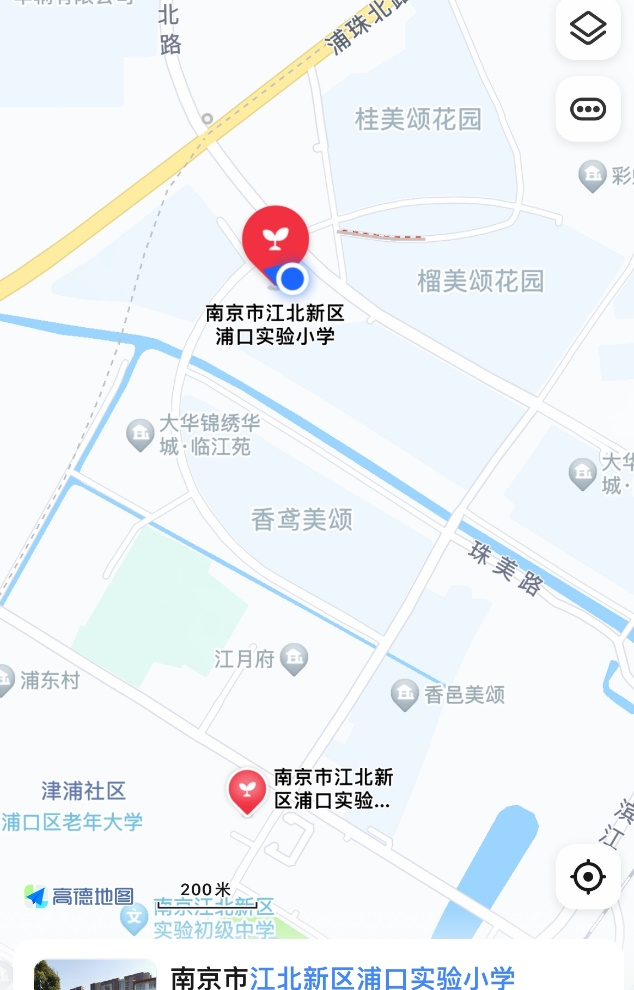 北
路
浦珠北路
桂美颂花园
榴美颂花园
南京市江北新区
浦口实验小学
大华锦绣华
城·临江苑
大华
城·
香鸢美颂
珠美路
江月府
浦东村
香邑美颂
南京市江北新
区浦口实验...
津浦社区
浦口区老年大学
滨
江
高德地图
200米
文
南京江北新区
实验初级中学
南京市江北新区浦口实验小学